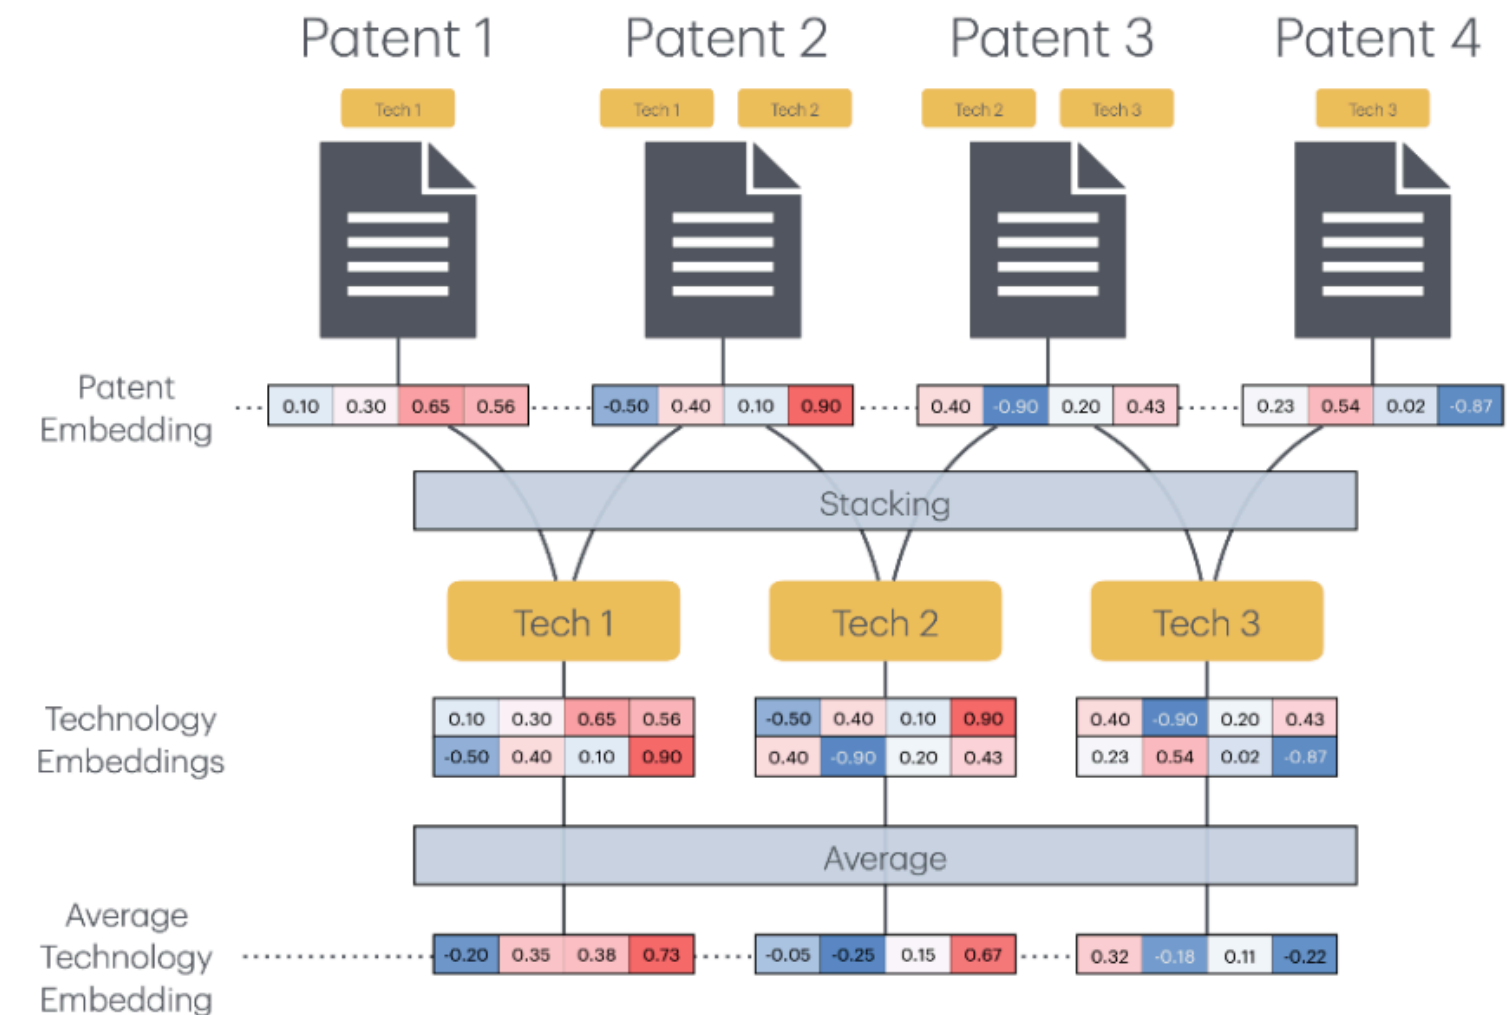 Patent 1 Patent 2 Patent 3 Patent 4
Tech 1 Tech 1 Tech 2 Tech 2 Tech 3 Tech 3
Patent
Embedding
0.10 0.30 0.65 0.56 -0.50 0.40 0.10 0.90 0.40 -0.90 0.20 0.43 0.23 0.54 0.02 -0.87
Stacking
Tech 1 Tech 2 Tech 3
Technology
Embeddings
0.10 0.30 0.65 0.56 -0.50 0.40 0.10 0.90 0.40 -0.90 0.20 0.43
-0.50 0.40 0.10 0.90 0.40 -0.90 0.20 0.43 0.23 0.54 0.02 -0.87
Average
Average
Technology
Embedding
-0.20 0.35 0.38 0.73 -0.05 -0.25 0.15 0.67 0.32 -0.18 0.11 -0.22